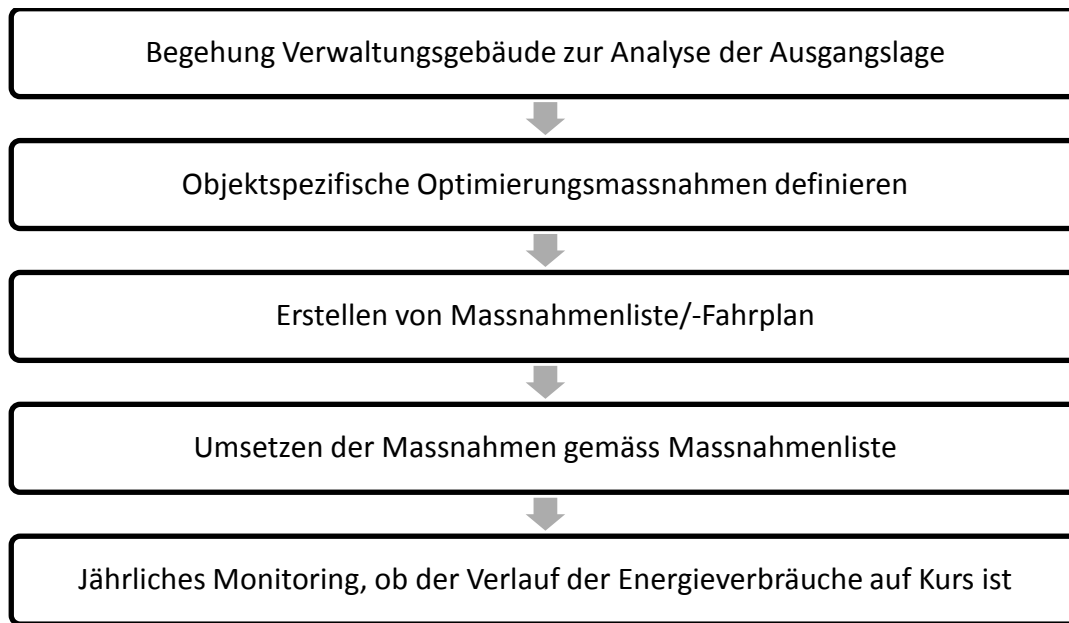 Begehung Verwaltungsgebäude zur Analyse der Ausgangslage
Objektspezifische Optimierungsmassnahmen definieren
Erstellen von Massnahmenliste/-Fahrplan
Umsetzen der Massnahmen gemäss Massnahmenliste
Jährliches Monitoring, ob der Verlauf der Energieverbräuche auf Kurs ist